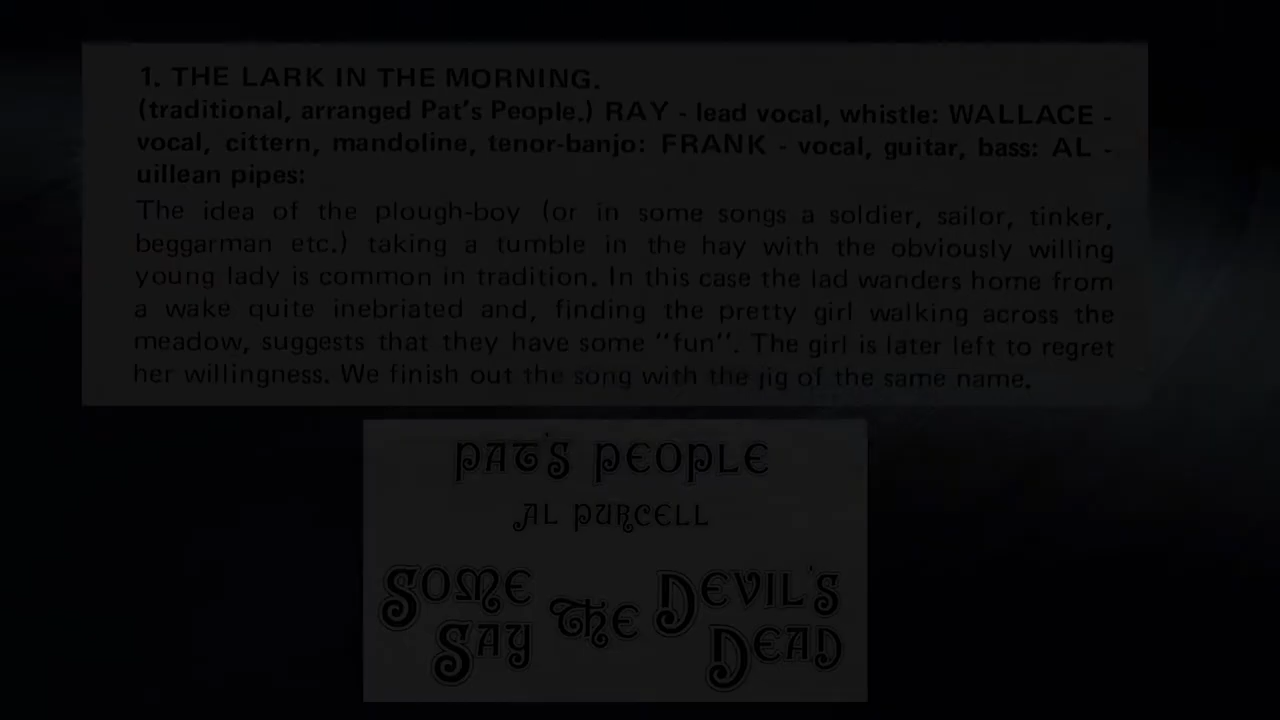 1. THE LARK IN THE MORNING.
(traditional, arranged Pat's People.) RAY - lead vocal, whistle: WALLACE -
vocal, cittern, mandoline, tenor-banjo: FRANK - vocal, guitar, bass: AL -
uillean pipes:
The idea of the plough-boy (or in some songs a soldier, sailor, tinker,
beggarman etc.) taking a tumble in the hay with the obviously willing
young lady is common in tradition. In this case the lad wanders home from
a wake quite inebriated and, finding the pretty girl walking across the
meadow, suggests that they have some "fun". The girl is later left to regret
her willingness. We finish out the song with the jig of the same name.
PAT'S PEOPLE
AL PURCELL
SOME SAY THE DEVIL'S DEAD